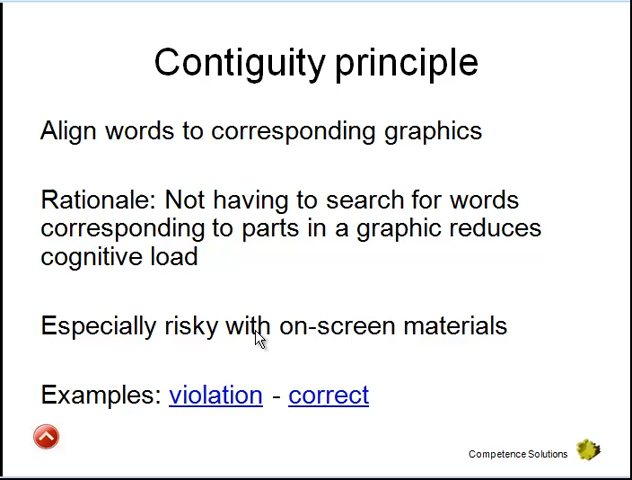 Contiguity principle
Align words to corresponding graphics
Rationale: Not having to search for words
corresponding to parts in a graphic reduces
cognitive load
Especially risky with on-screen materials
Examples: violation - correct
Competence Solutions